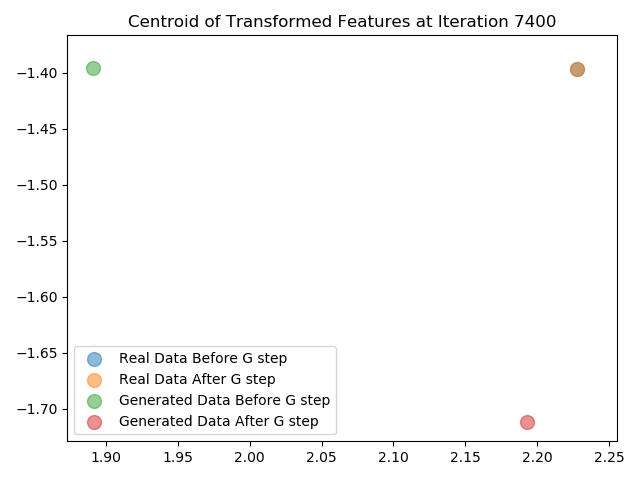 Centroid of Transformed Features at Iteration 7400
−1.40
−1.45
−1.50
−1.55
−1.60
−1.65
−1.70
Real Data Before G step
Real Data After G step
Generated Data Before G step
Generated Data After G step
1.90 1.95 2.00 2.05 2.10 2.15 2.20 2.25